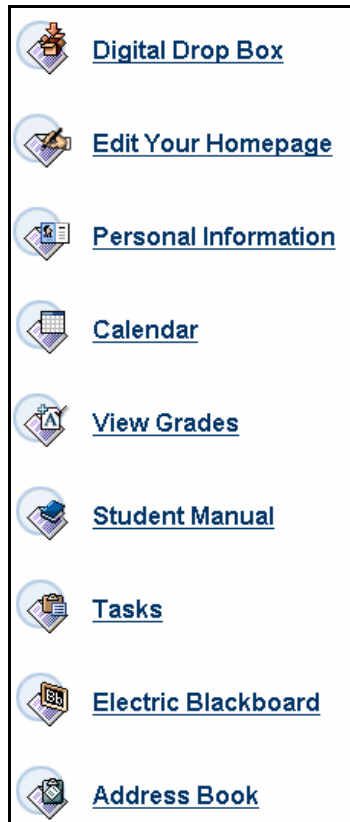 Digital Drop Box
Edit Your Homepage
Personal Information
Calendar
View Grades
Student Manual
Tasks
Electric Blackboard
Address Book